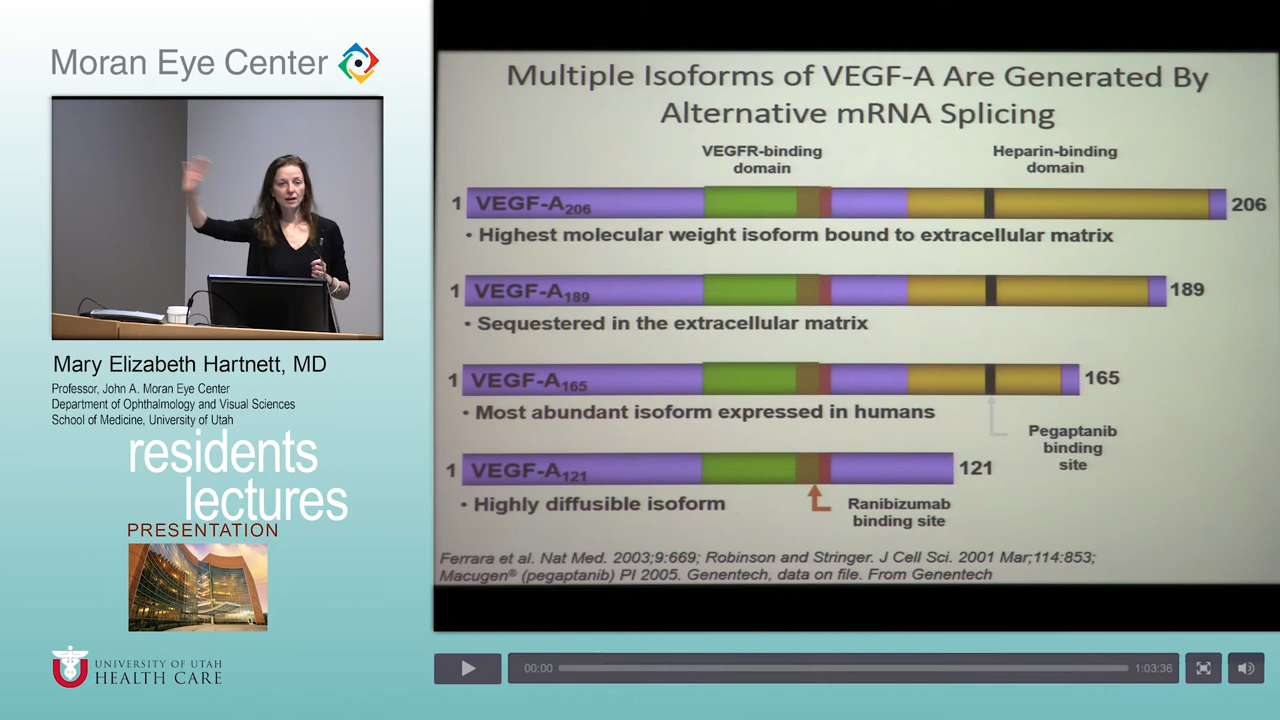 Moran Eye Center
Mary Elizabeth Hartnett, MD
Professor, John A. Moran Eye Center
Department of Ophthalmology and Visual Sciences
School of Medicine, University of Utah
residents
lectures
PRESENTATION
UNIVERSITY OF UTAH
HEALTH CARE
Multiple Isoforms of VEGF-A Are Generated By
Alternative mRNA Splicing
VEGFR-binding
domain
Heparin-binding
domain
1 VEGF-A206 206
• Highest molecular weight isoform bound to extracellular matrix
1 VEGF-A189 189
• Sequestered in the extracellular matrix
1 VEGF-A165 165
• Most abundant isoform expressed in humans
Pegaptanib
binding
site
1 VEGF-A121 121
• Highly diffusible isoform
Ranibizumab
binding site
Ferrara et al. Nat Med. 2003;9:669; Robinson and Stringer. J Cell Sci. 2001 Mar;114:853;
Macugen® (pegaptanib) PI 2005. Genentech, data on file. From Genentech
00:00 1:03:36